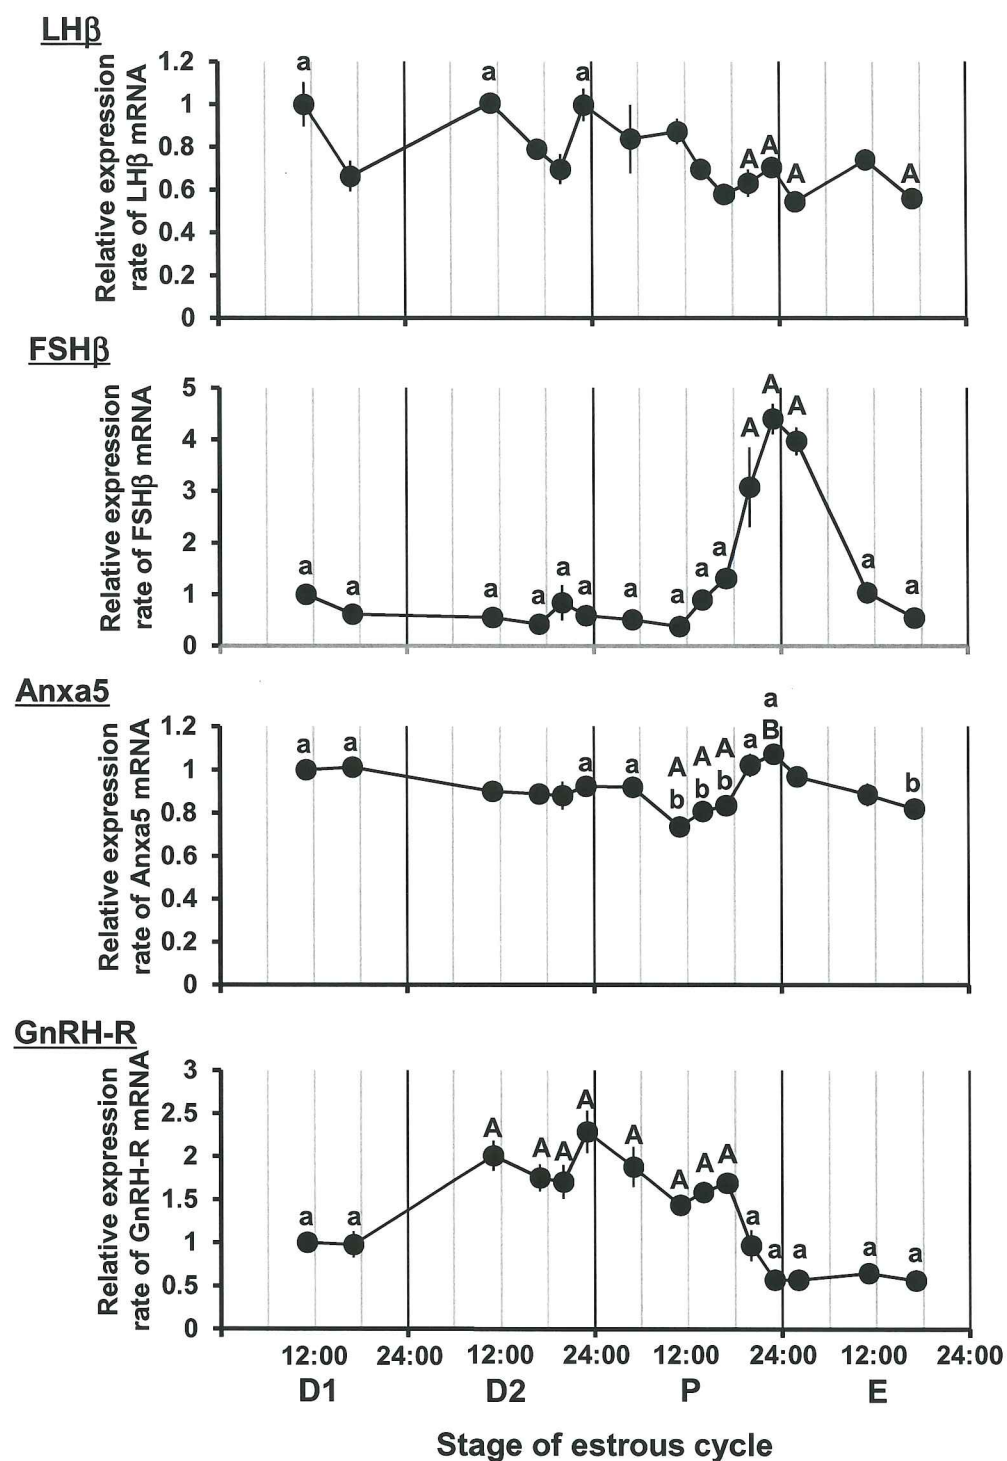 LHβ
Relative expression
rate of LHβ mRNA
1.2
1
0.8
0.6
0.4
0.2
0
a
a
a
A
A
A
A
FSHβ
Relative expression
rate of FSHβ mRNA
5
4
3
2
1
0
a
a
a
a
a
a
a
a
a
a
A
A
A
a
a
Anxa5
Relative expression
rate of Anxa5 mRNA
1.2
1
0.8
0.6
0.4
0.2
0
a
a
a
a
A
b
A
b
A
b
a
a
B
b
GnRH-R
Relative expression
rate of GnRH-R mRNA
3
2.5
2
1.5
1
0.5
0
a
a
A
A
A
A
A
A
A
A
a
a
a
a
a
12:00 24:00 12:00 24:00 12:00 24:00 12:00 24:00
D1 D2 P E
Stage of estrous cycle